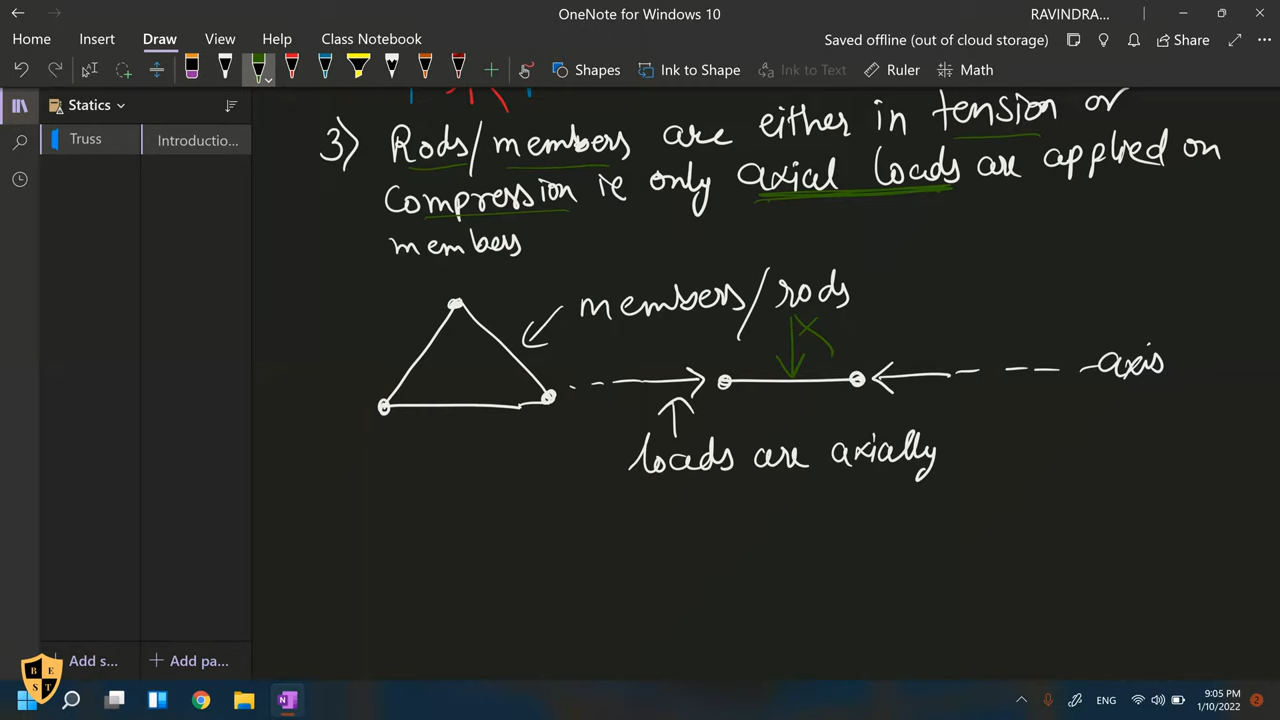 OneNote for Windows 10
RAVINDRA...
Home Insert Draw View Help Class Notebook
Saved offline (out of cloud storage)
Share
Shapes
Ink to Shape
Ink to Text
Ruler
Math
Statics
Truss
Introductio...
3) Rods/members are either in tension or
Compression ie only axial loads are applied on
members
members/rods
axis
loads are axially
Add s...
Add pa...
BEST
ENG
9:05 PM
1/10/2022
2